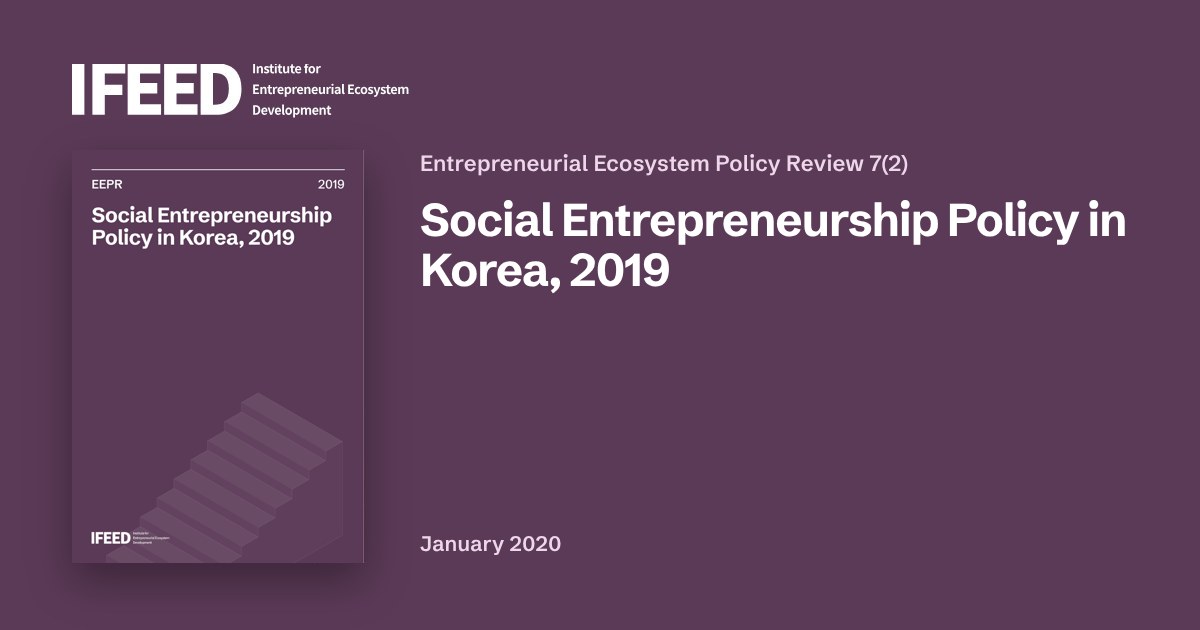 IFEED
Institute for
Entrepreneurial Ecosystem
Development
EEPR 2019
Social Entrepreneurship
Policy in Korea, 2019
IFEED
Entrepreneurial Ecosystem Policy Review 7(2)
Social Entrepreneurship Policy in
Korea, 2019
January 2020